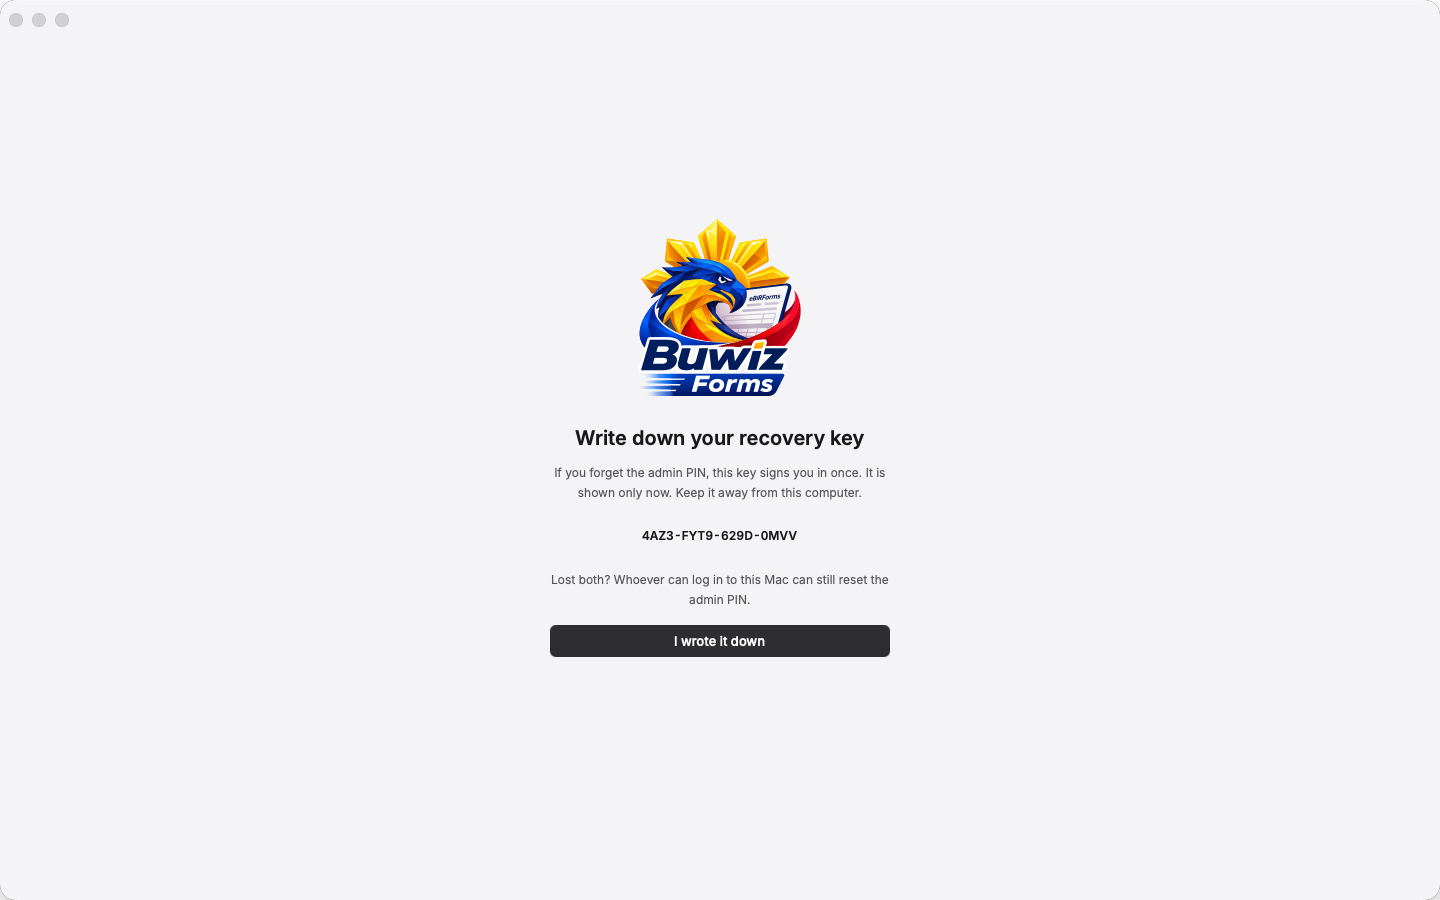 eBIRForms
Buwiz
Forms
Write down your recovery key
If you forget the admin PIN, this key signs you in once. It is
shown only now. Keep it away from this computer.
4AZ3-FYT9-629D-0MVV
Lost both? Whoever can log in to this Mac can still reset the
admin PIN.
I wrote it down